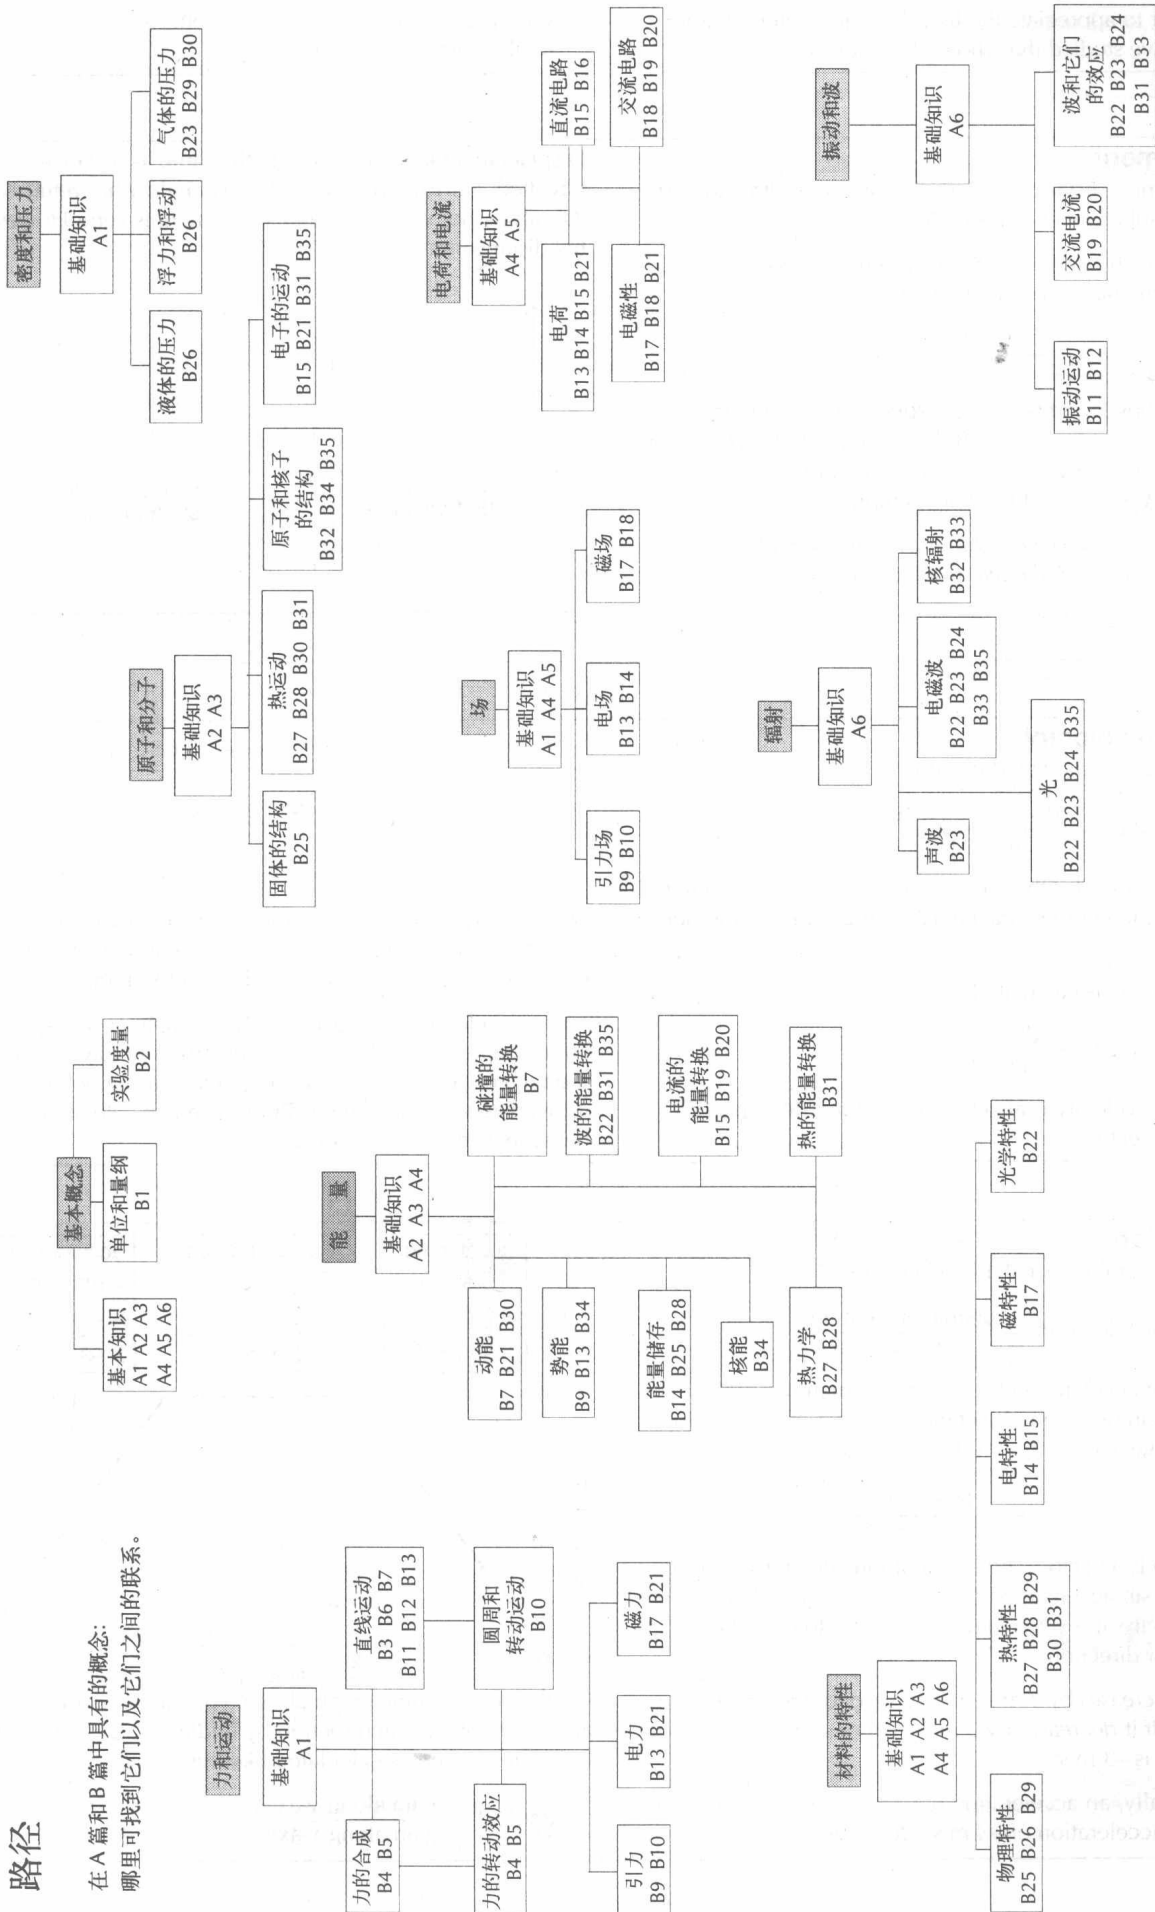 路径
在 A 篇和 B 篇中具有的概念:
哪里可找到它们以及它们之间的联系。
基本概念
基本知识
A1 A2 A3
A4 A5 A6
单位和量纲
B1
实验度量
B2
密度和压力
基础知识
A1
液体的压力
B26
浮力和浮动
B26
气体的压力
B23 B29 B30
原子和分子
基础知识
A2 A3
固体的结构
B25
热运动
B27 B28 B30 B31
原子和核子
的结构
B32 B34 B35
电子的运动
B15 B21 B31 B35
力和运动
基础知识
A1
力的合成
B4 B5
直线运动
B3 B6 B7
B11 B12 B13
力的转动效应
B4 B5
圆周和
转动运动
B10
引力
B9 B10
电力
B13 B21
磁力
B17 B21
能 量
基础知识
A2 A3 A4
动能
B7 B21 B30
势能
B9 B13 B34
能量储存
B14 B25 B28
核能
B34
热力学
B27 B28
碰撞的
能量转换
B7
波的能量转换
B22 B31 B35
电流的
能量转换
B15 B19 B20
热的能量转换
B31
场
基础知识
A1 A4 A5
引力场
B9 B10
电场
B13 B14
磁场
B17 B18
电荷和电流
基础知识
A4 A5
电荷
B13 B14 B15 B21
直流电路
B15 B16
电磁性
B17 B18 B21
交流电路
B18 B19 B20
材料的特性
基础知识
A1 A2 A3
A4 A5 A6
物理特性
B25 B26 B29
热特性
B27 B28 B29
B30 B31
电特性
B14 B15
磁特性
B17
光学特性
B22
辐射
基础知识
A6
声波
B23
电磁波
B22 B23 B24
B33 B35
核辐射
B32 B33
光
B22 B23 B24 B35
振动和波
基础知识
A6
振动运动
B11 B12
交流电流
B19 B20
波和它们
的效应
B22 B23 B24
B31 B33